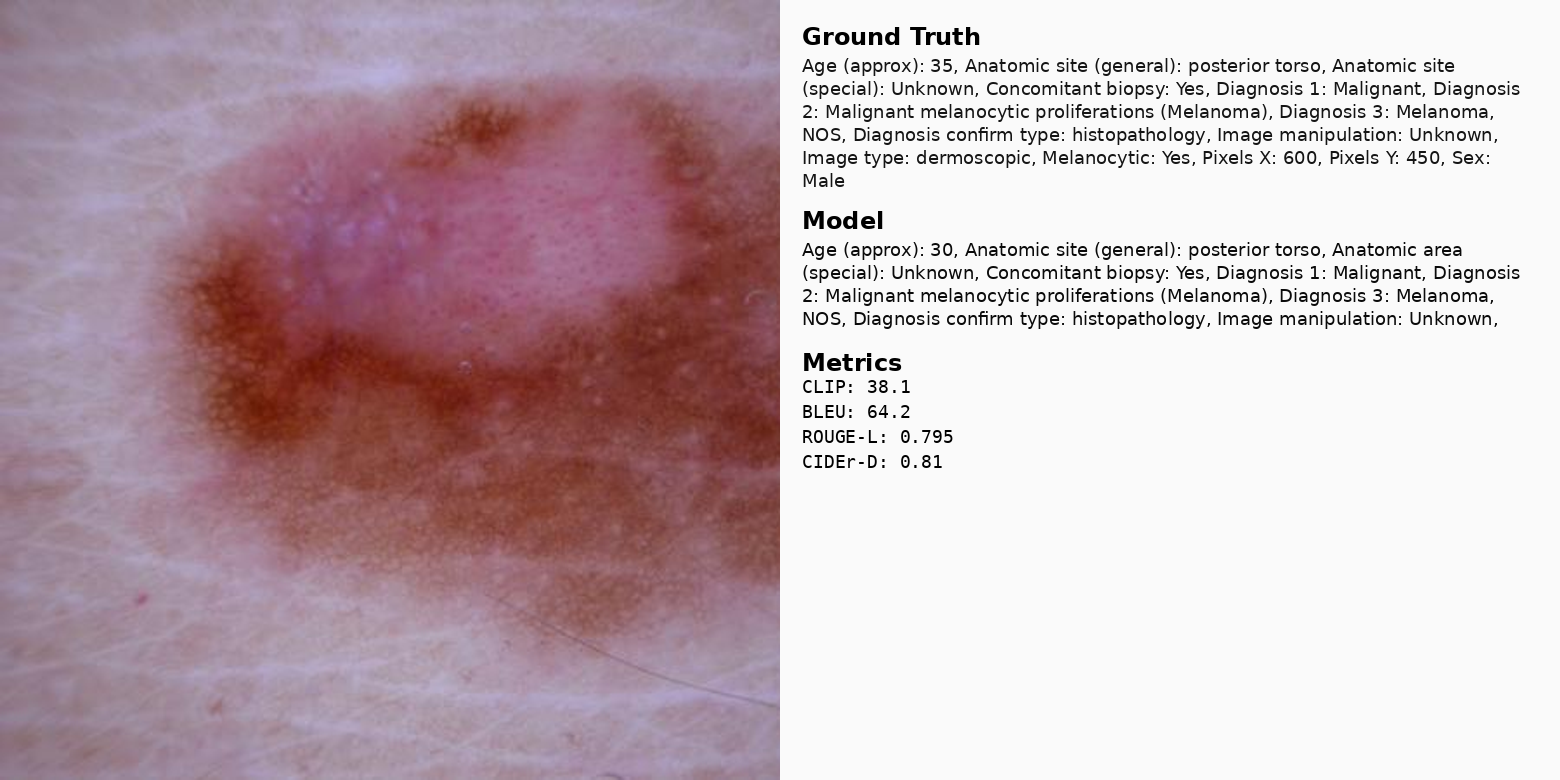 Ground Truth
Age (approx): 35, Anatomic site (general): posterior torso, Anatomic site
(special): Unknown, Concomitant biopsy: Yes, Diagnosis 1: Malignant, Diagnosis
2: Malignant melanocytic proliferations (Melanoma), Diagnosis 3: Melanoma,
NOS, Diagnosis confirm type: histopathology, Image manipulation: Unknown,
Image type: dermoscopic, Melanocytic: Yes, Pixels X: 600, Pixels Y: 450, Sex:
Male
Model
Age (approx): 30, Anatomic site (general): posterior torso, Anatomic area
(special): Unknown, Concomitant biopsy: Yes, Diagnosis 1: Malignant, Diagnosis
2: Malignant melanocytic proliferations (Melanoma), Diagnosis 3: Melanoma,
NOS, Diagnosis confirm type: histopathology, Image manipulation: Unknown,
Metrics
CLIP: 38.1
BLEU: 64.2
ROUGE-L: 0.795
CIDEr-D: 0.81